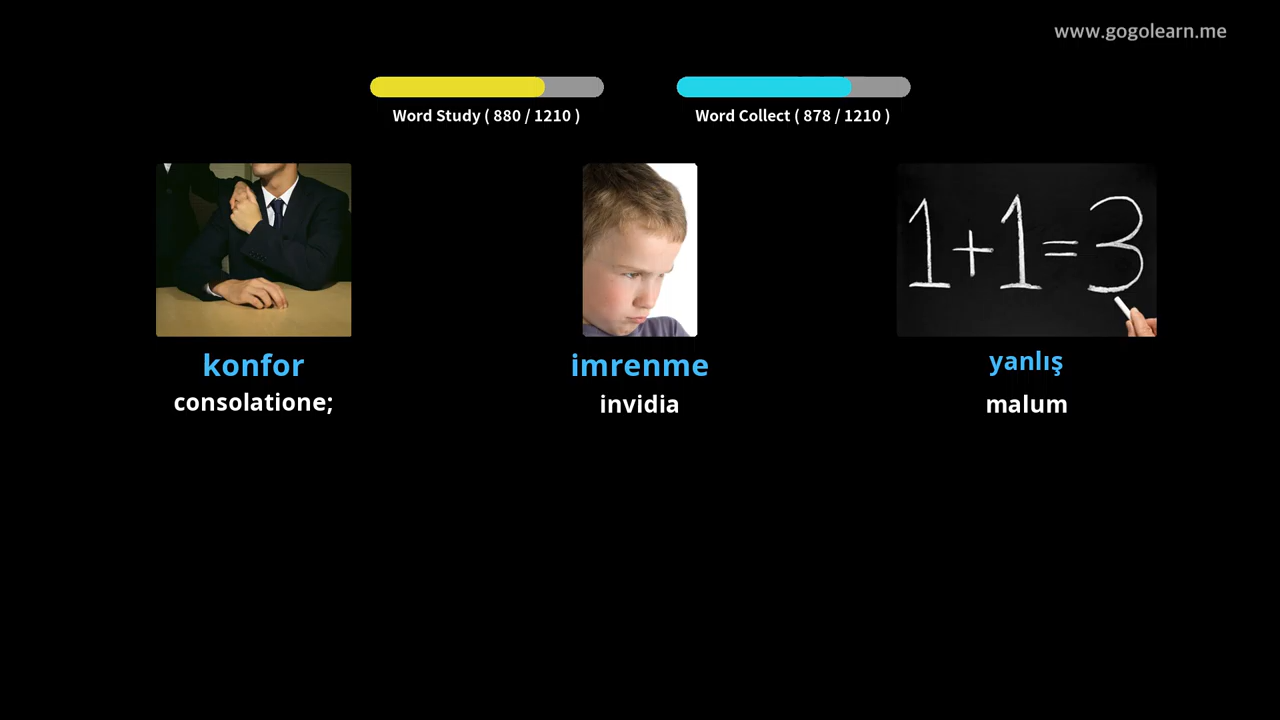 www.gogolearn.me
Word Study ( 880 / 1210 )
Word Collect ( 878 / 1210 )
1+1=3
konfor
imrenme
yanlış
consolatione;
invidia
malum